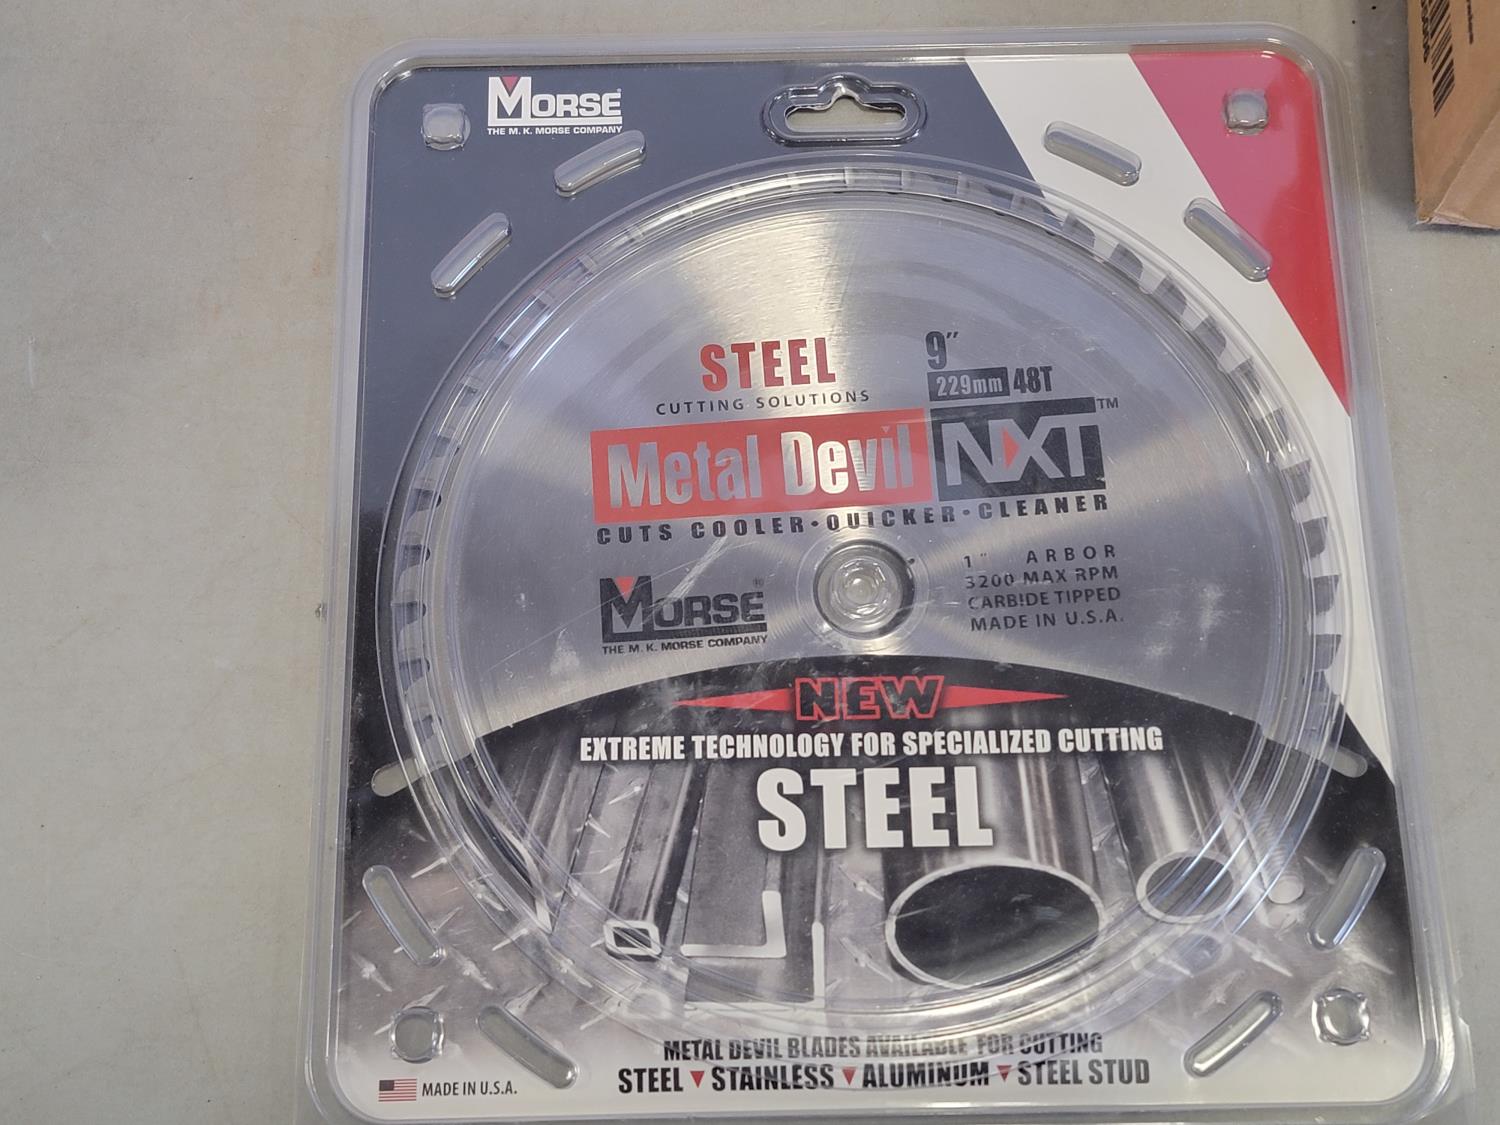 MORSE®
THE M. K. MORSE COMPANY
STEEL
CUTTING SOLUTIONS
9"
229mm 48T
Metal Devil NXT™
CUTS COOLER • QUICKER • CLEANER
1" ARBOR
3200 MAX RPM
CARBIDE TIPPED
MADE IN U.S.A.
MORSE®
THE M. K. MORSE COMPANY
NEW
EXTREME TECHNOLOGY FOR SPECIALIZED CUTTING
STEEL
METAL DEVIL BLADES AVAILABLE FOR CUTTING
STEEL ▼ STAINLESS ▼ ALUMINUM ▼ STEEL STUD
MADE IN U.S.A.